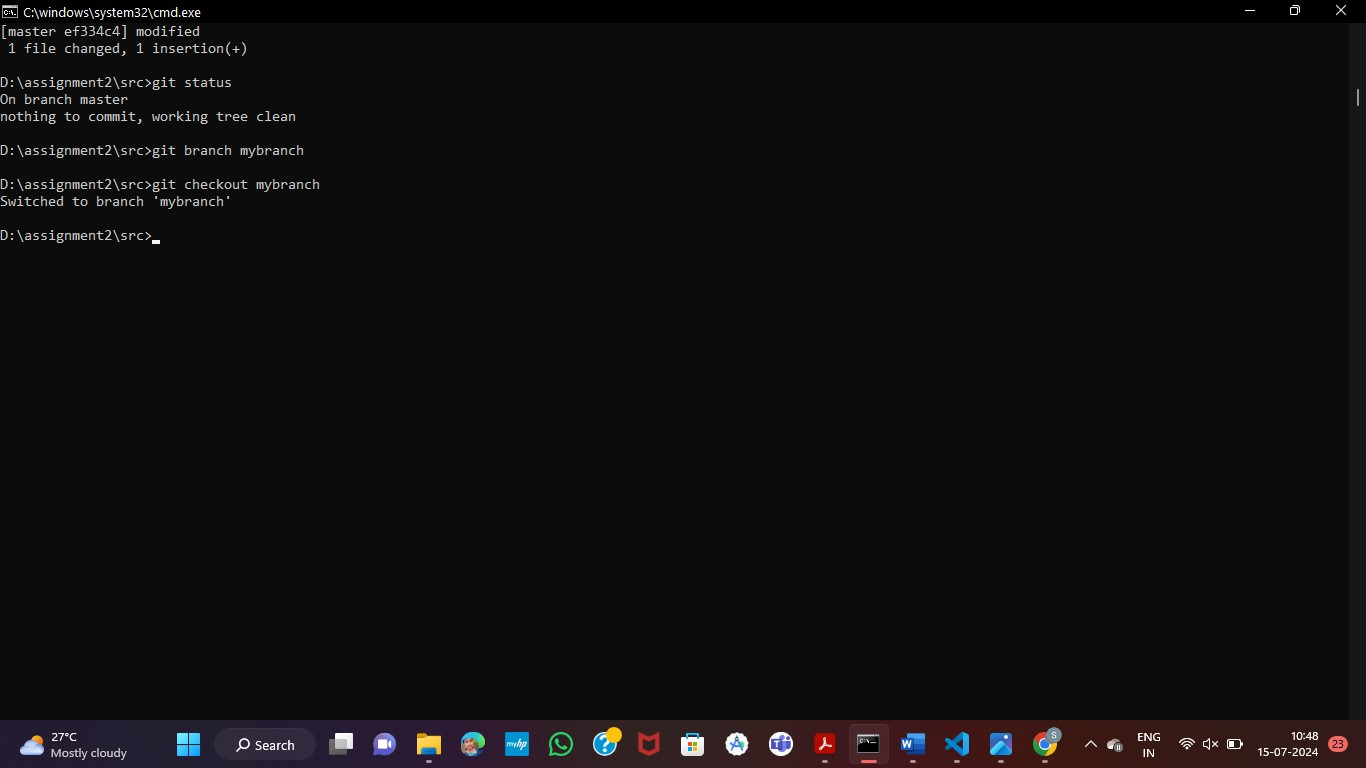 C:\windows\system32\cmd.exe
[master ef334c4] modified
 1 file changed, 1 insertion(+)
D:\assignment2\src>git status
On branch master
nothing to commit, working tree clean
D:\assignment2\src>git branch mybranch
D:\assignment2\src>git checkout mybranch
Switched to branch 'mybranch'
D:\assignment2\src>
27°C
Mostly cloudy
Search
myhp
S
ENG
IN
10:48
15-07-2024
23